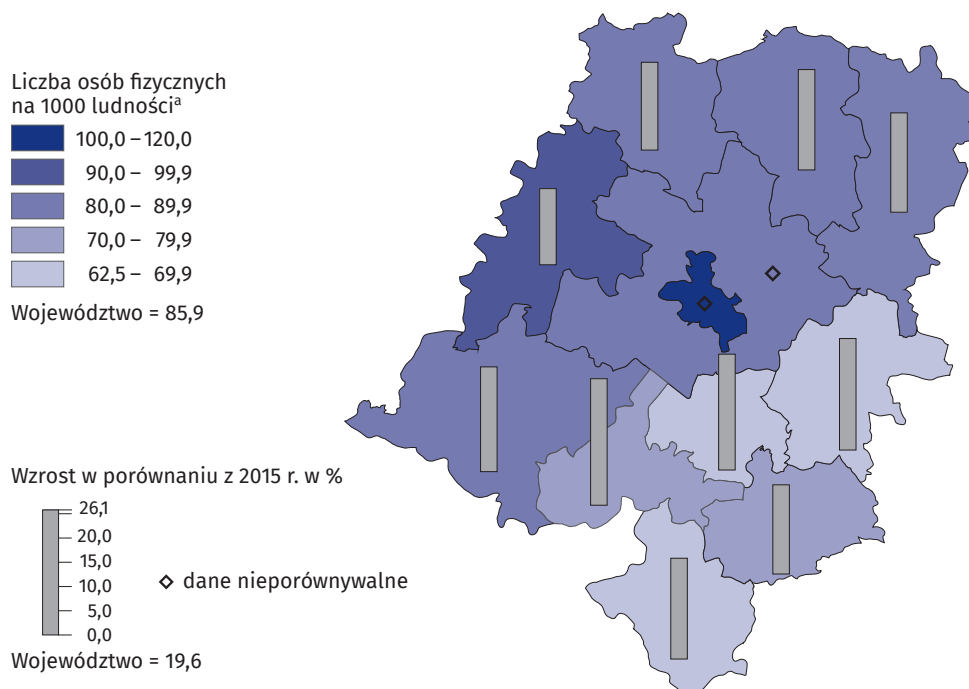 Liczba osób fizycznych
na 1000 ludnościᵃ
100,0 – 120,0
90,0 – 99,9
80,0 – 89,9
70,0 – 79,9
62,5 – 69,9
Województwo = 85,9
Wzrost w porównaniu z 2015 r. w %
26,1
20,0
15,0
10,0
5,0
0,0
dane nieporównywalne
Województwo = 19,6